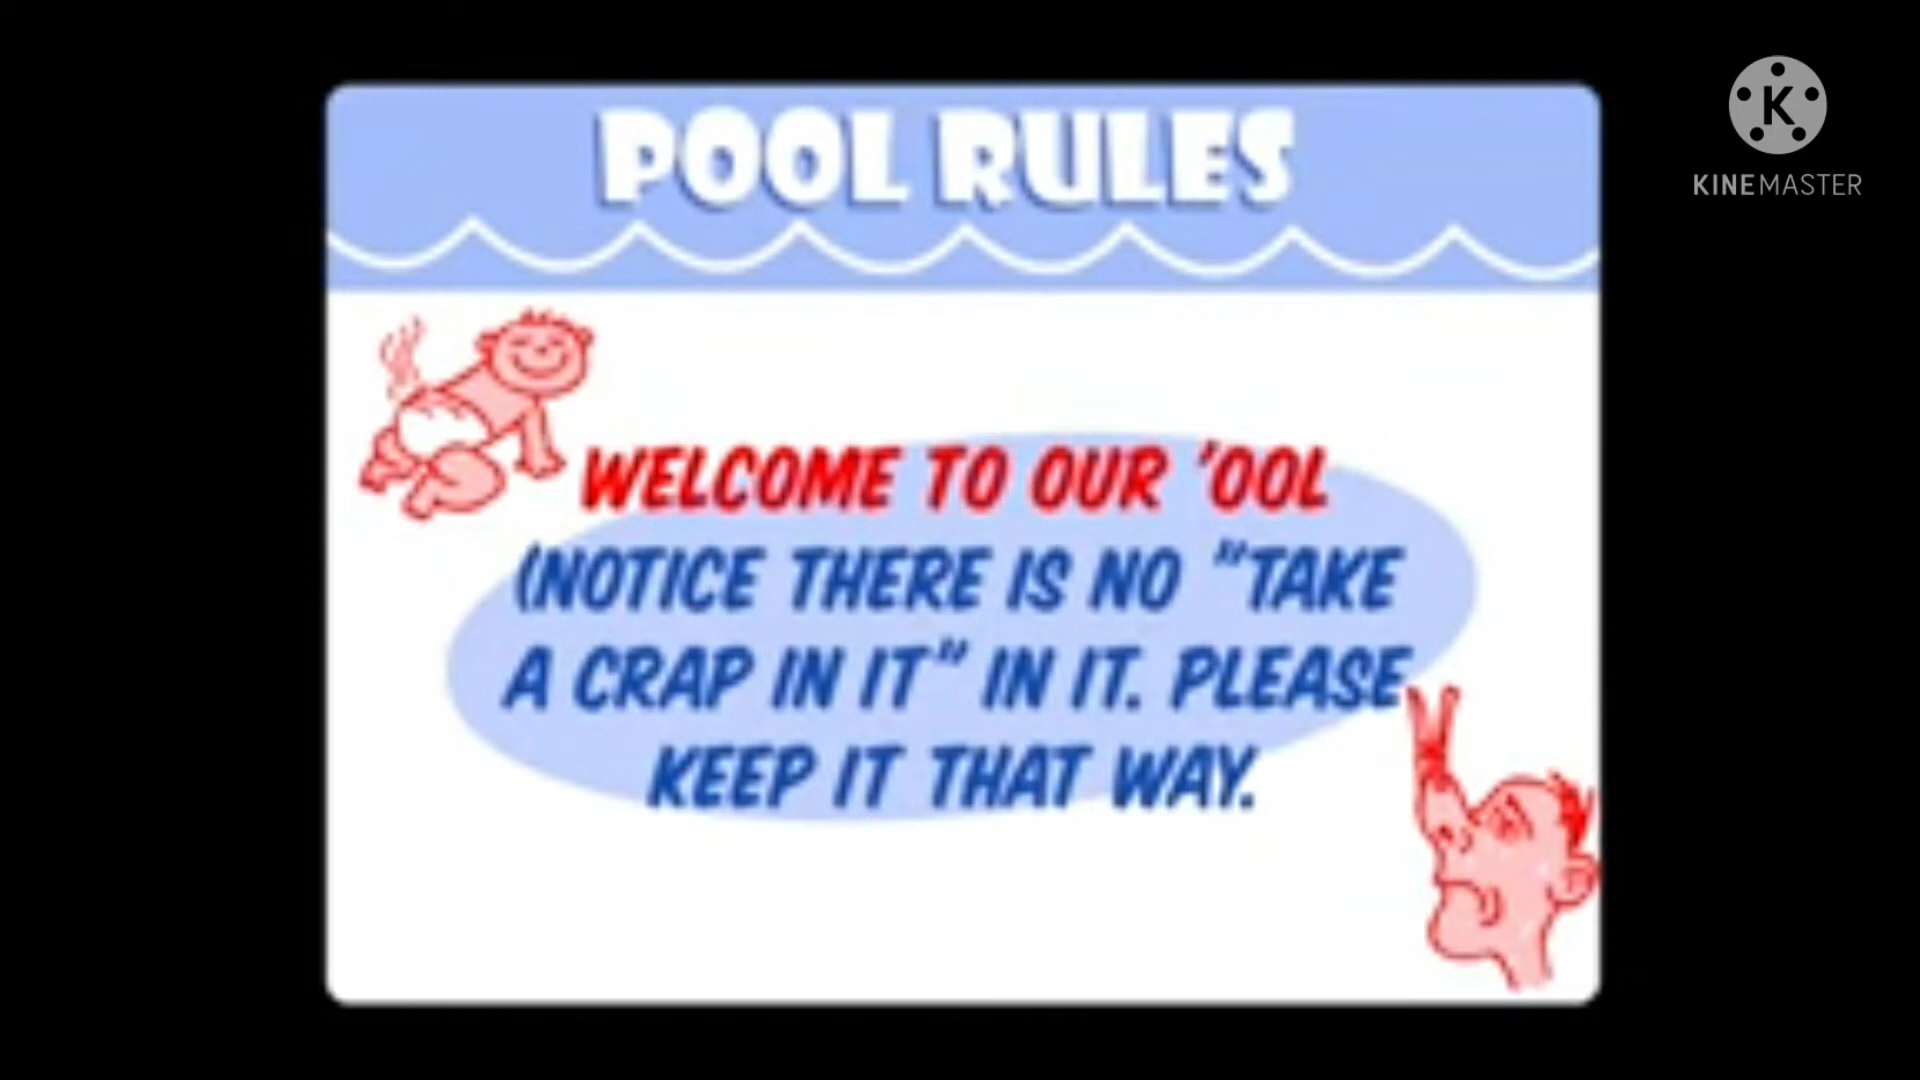 POOL RULES
KINEMASTER
WELCOME TO OUR 'OOL
(NOTICE THERE IS NO "TAKE
A CRAP IN IT" IN IT. PLEASE
KEEP IT THAT WAY.